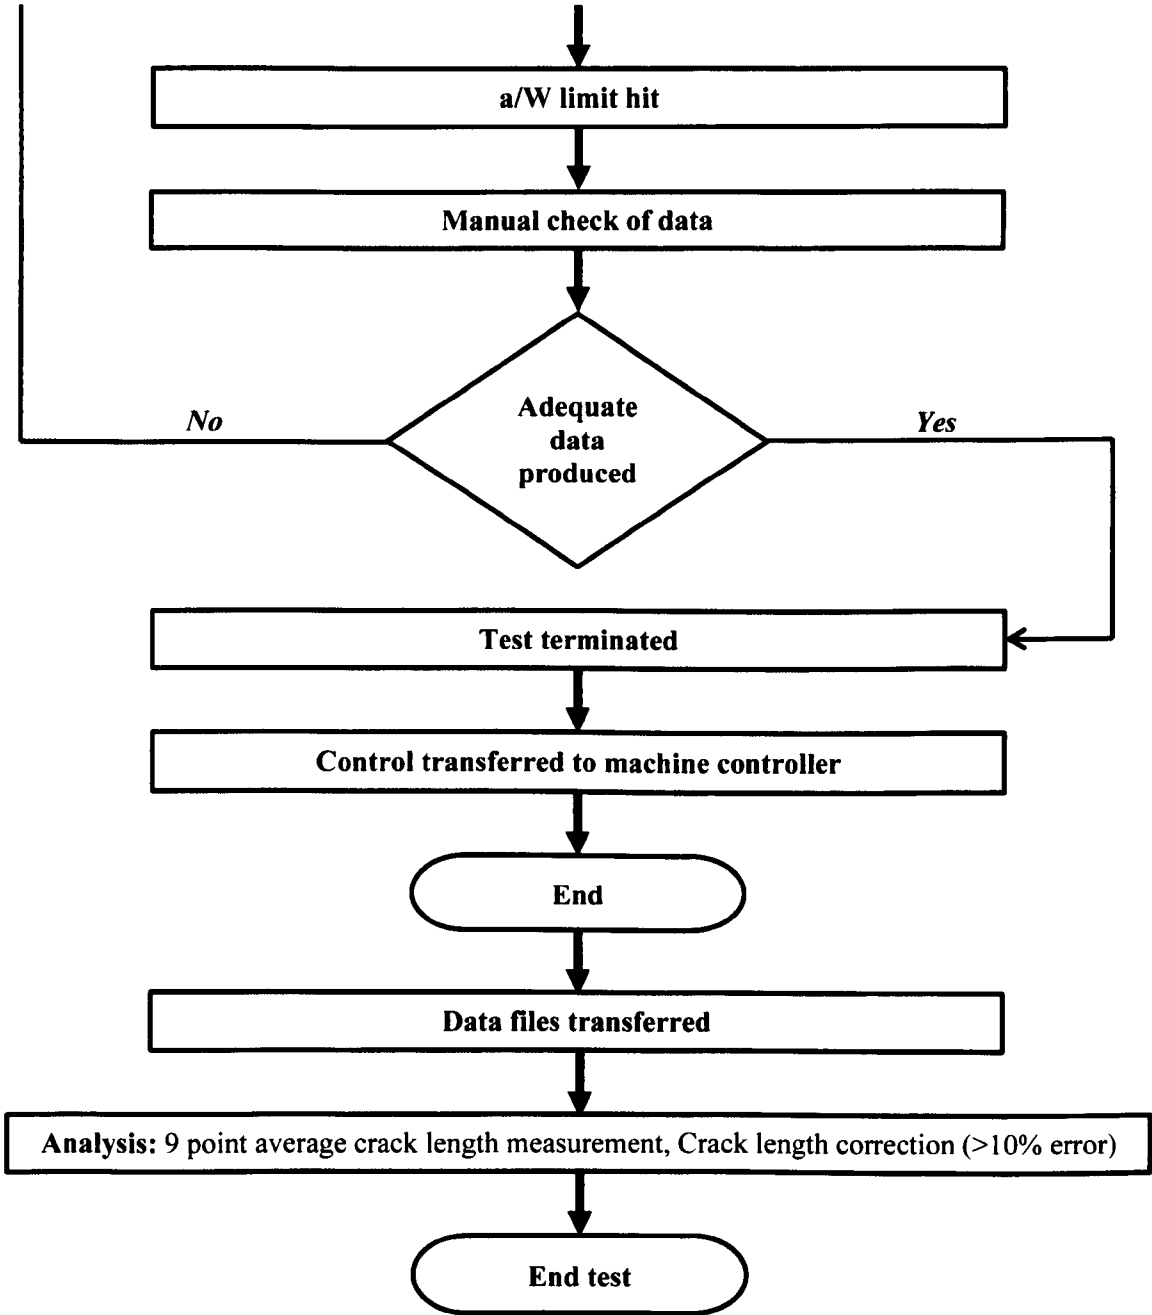 a/W limit hit
Manual check of data
Adequate
data
produced
No
Yes
Test terminated
Control transferred to machine controller
End
Data files transferred
Analysis: 9 point average crack length measurement, Crack length correction (>10% error)
End test